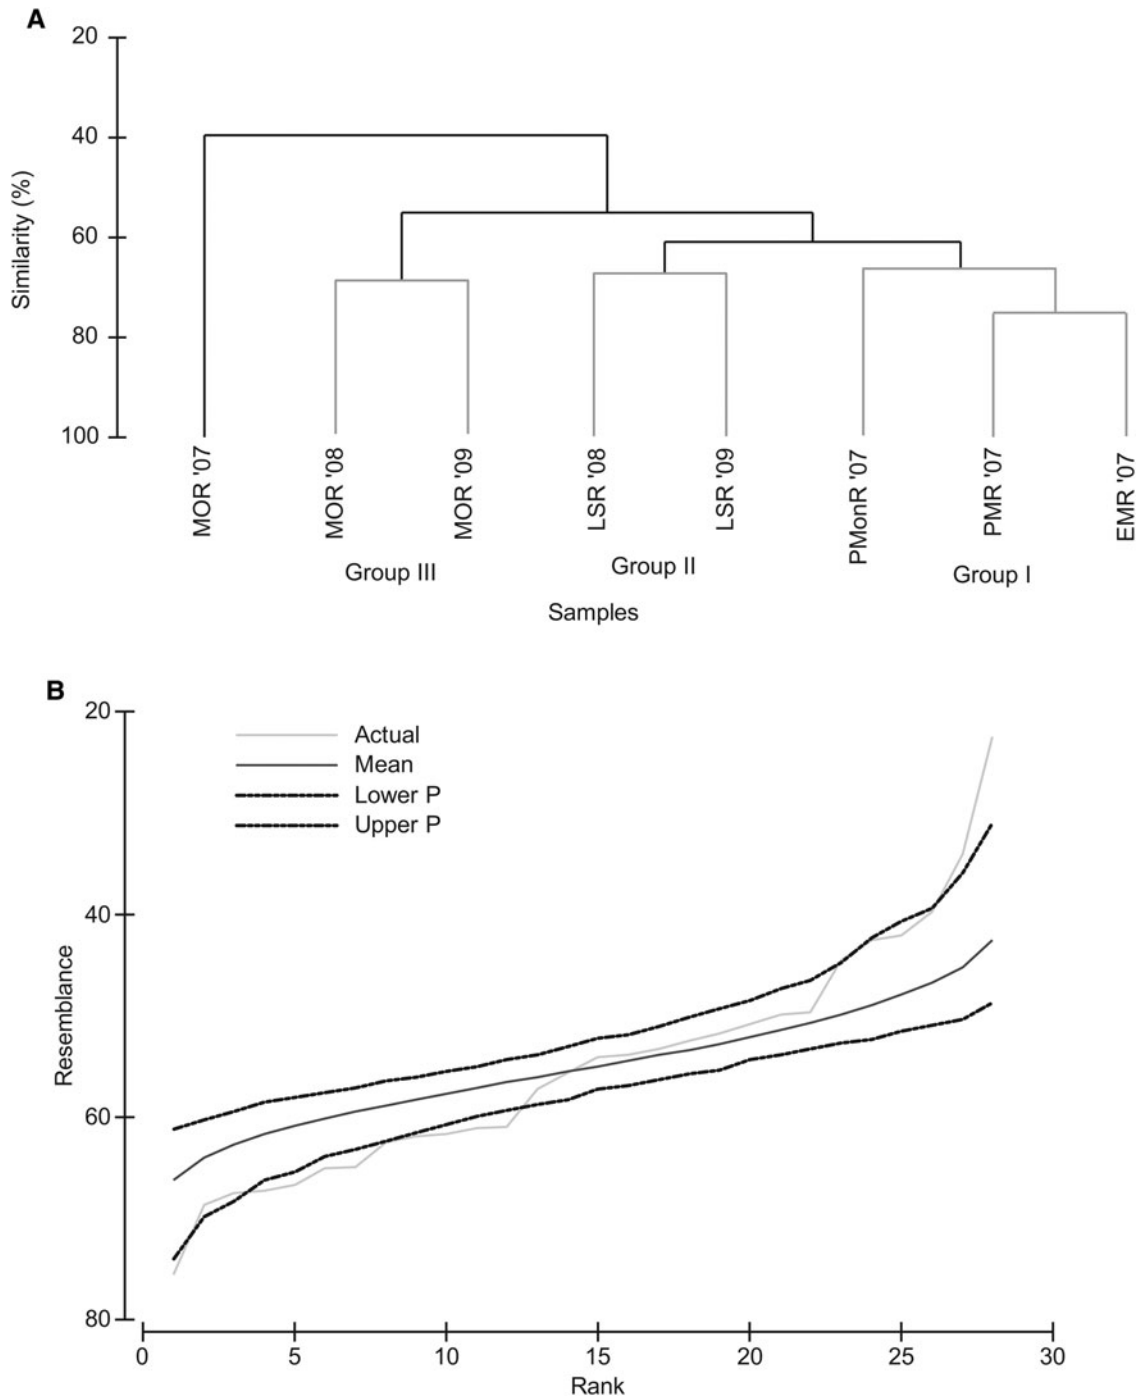 A
20
40
60
80
100
Similarity (%)
MOR '07
MOR '08
MOR '09
LSR '08
LSR '09
PMonR '07
PMR '07
EMR '07
Group III
Group II
Group I
Samples
B
20
40
60
80
Resemblance
Actual
Mean
Lower P
Upper P
0 5 10 15 20 25 30
Rank